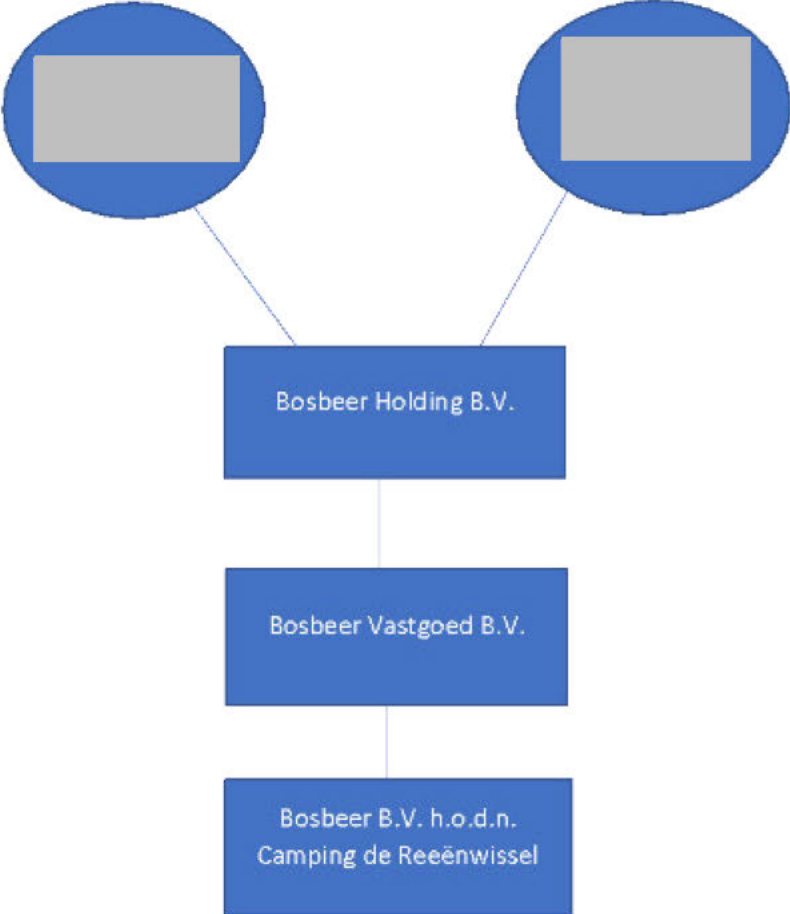 Bosbeer Holding B.V.
Bosbeer Vastgoed B.V.
Bosbeer B.V. h.o.d.n.
Camping de Reeënwissel